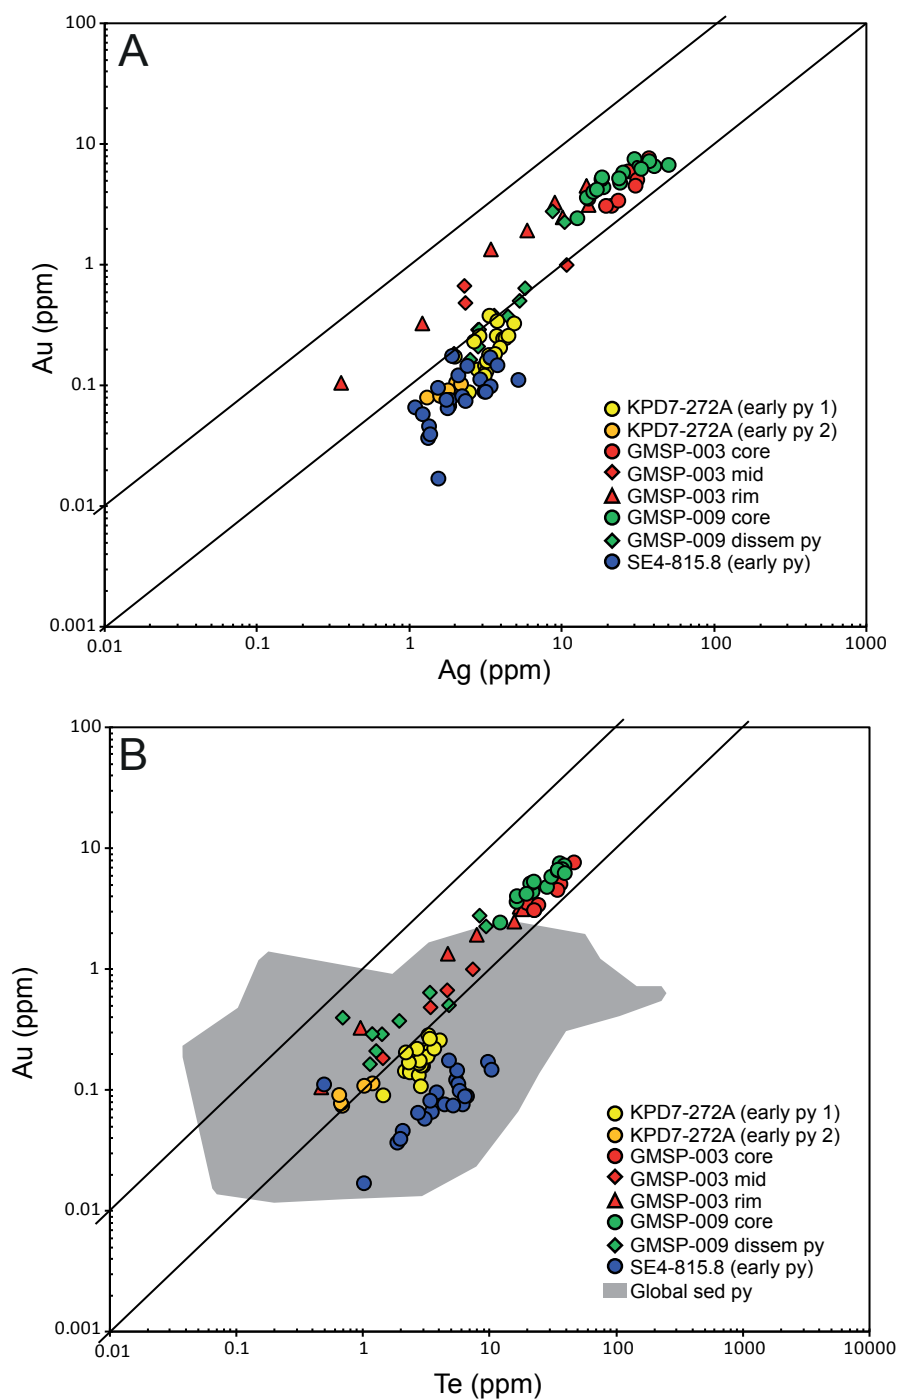 A
100
10
1
0.1
0.01
0.001
Au (ppm)
0.01
0.1
1
10
100
1000
Ag (ppm)
KPD7-272A (early py 1)
KPD7-272A (early py 2)
GMSP-003 core
GMSP-003 mid
GMSP-003 rim
GMSP-009 core
GMSP-009 dissem py
SE4-815.8 (early py)
B
100
10
1
0.1
0.01
0.001
Au (ppm)
0.01
0.1
1
10
100
1000
10000
Te (ppm)
KPD7-272A (early py 1)
KPD7-272A (early py 2)
GMSP-003 core
GMSP-003 mid
GMSP-003 rim
GMSP-009 core
GMSP-009 dissem py
SE4-815.8 (early py)
Global sed py